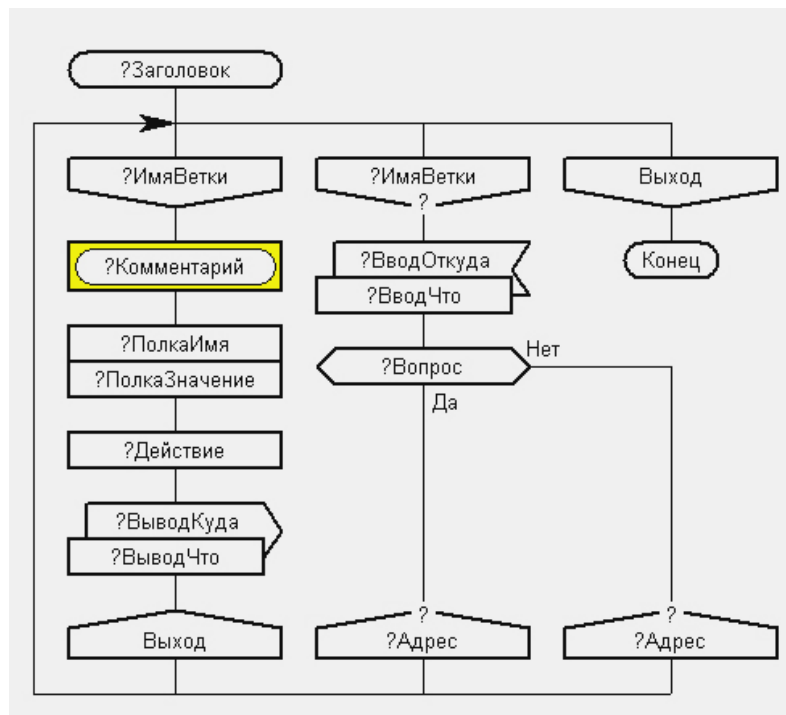 ?Заголовок
?ИмяВетки
?Комментарий
?ПолкаИмя
?ПолкаЗначение
?Действие
?ВыводКуда
?ВыводЧто
Выход
?ИмяВетки
?
?ВводОткуда
?ВводЧто
?Вопрос
Нет
Да
?
?Адрес
?
?Адрес
Выход
Конец